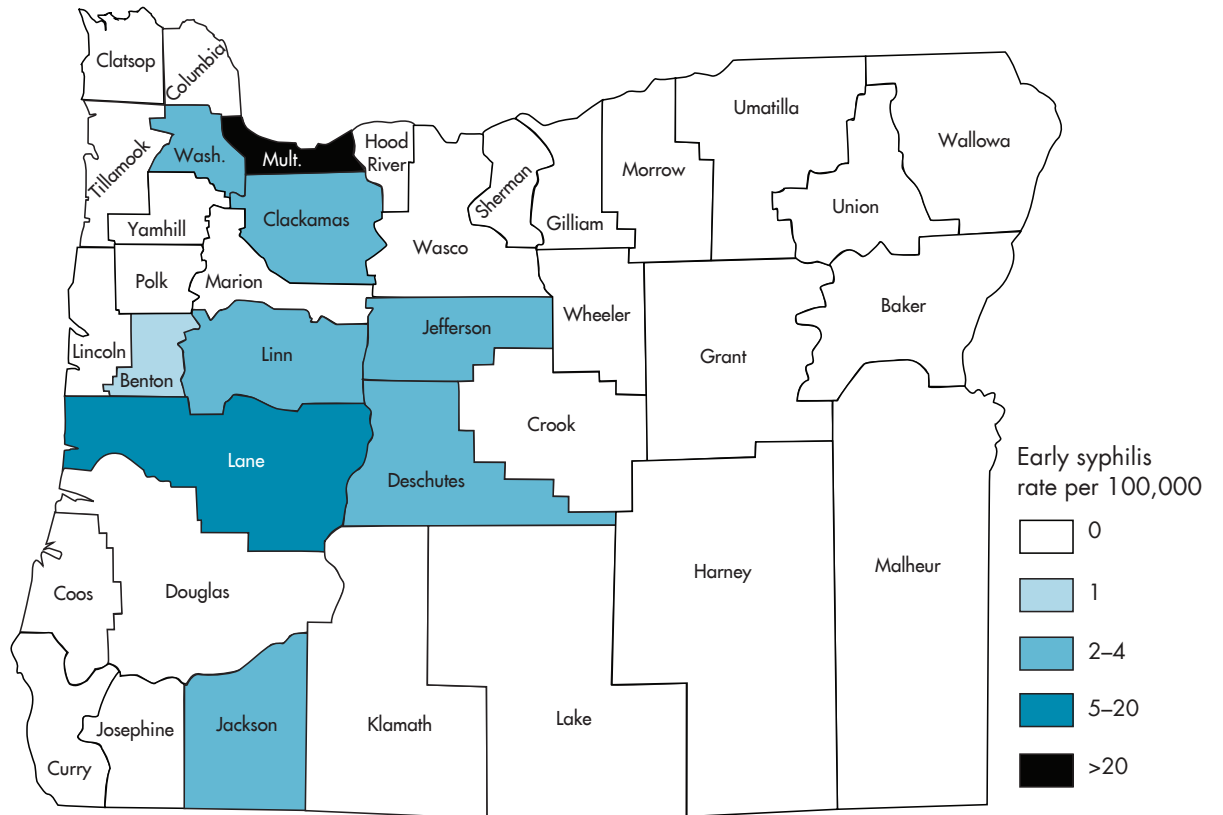 Clatsop
Columbia
Tillamook
Wash.
Mult.
Hood
River
Wasco
Sherman
Gilliam
Morrow
Umatilla
Union
Wallowa
Yamhill
Clackamas
Polk
Marion
Lincoln
Benton
Linn
Jefferson
Wheeler
Grant
Baker
Crook
Lane
Deschutes
Coos
Douglas
Harney
Malheur
Curry
Josephine
Jackson
Klamath
Lake
Early syphilis
rate per 100,000
0
1
2–4
5–20
>20